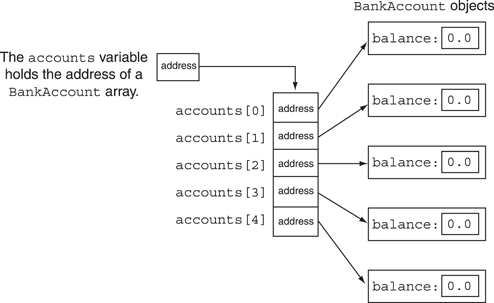 BankAccount objects
The accounts variable
holds the address of a
BankAccount array.
address
accounts[0] address
accounts[1] address
accounts[2] address
accounts[3] address
accounts[4] address
balance: 0.0
balance: 0.0
balance: 0.0
balance: 0.0
balance: 0.0